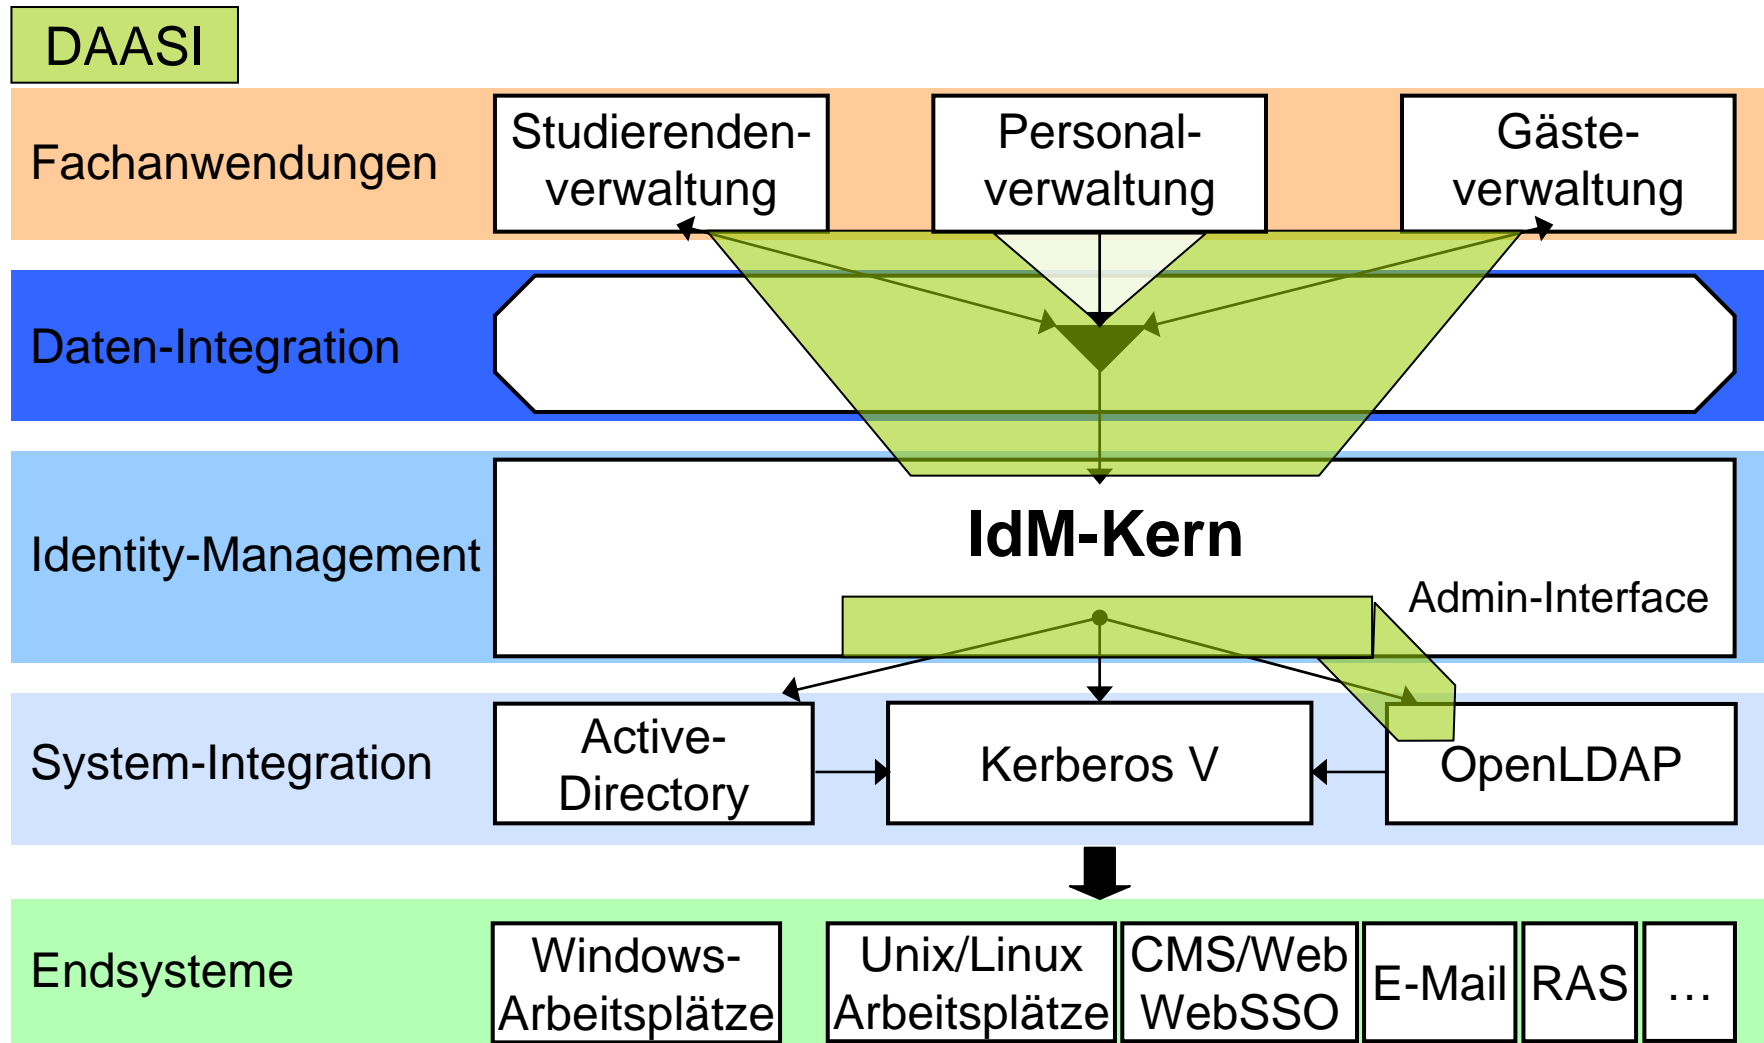 DAASI
Fachanwendungen
Studierenden-
verwaltung
Personal-
verwaltung
Gäste-
verwaltung
Daten-Integration
Identity-Management
IdM-Kern
Admin-Interface
System-Integration
Active-
Directory
Kerberos V
OpenLDAP
Endsysteme
Windows-
Arbeitsplätze
Unix/Linux
Arbeitsplätze
CMS/Web
WebSSO
E-Mail
RAS
…